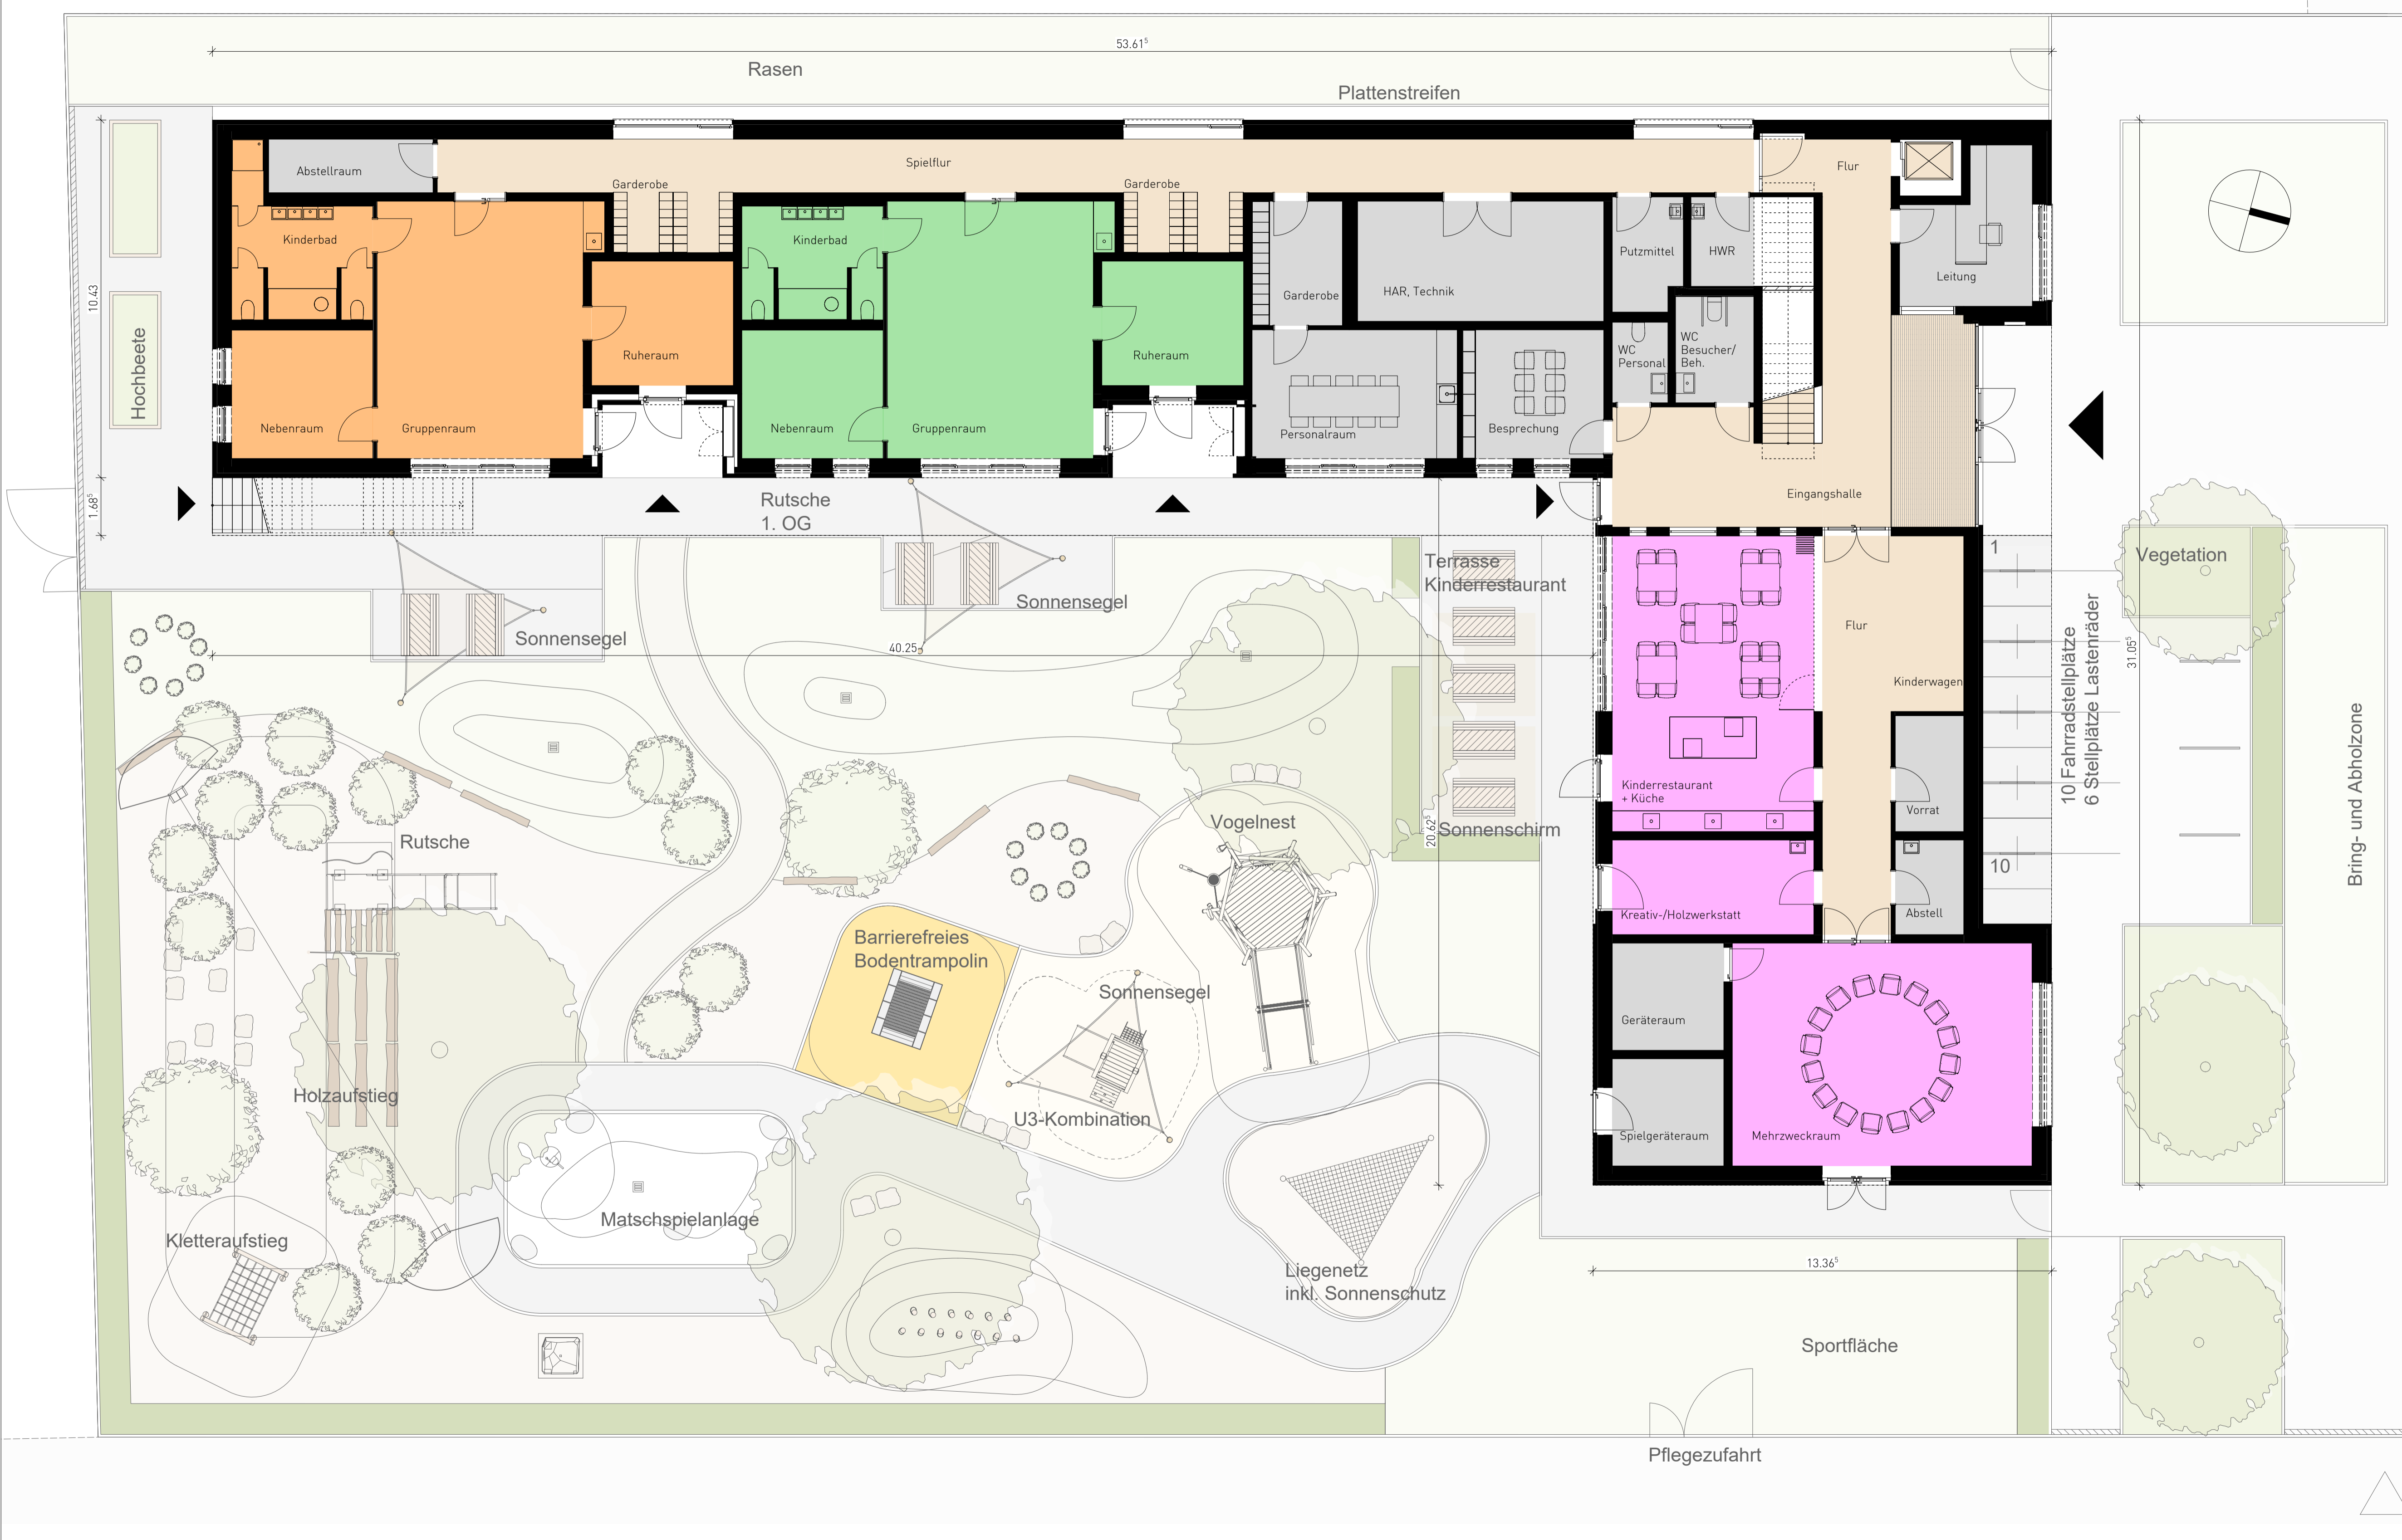 53.61⁵
Rasen
Plattenstreifen
Abstellraum
Spielflur
Flur
Garderobe
Garderobe
Kinderbad
Kinderbad
Putzmittel
HWR
Leitung
Garderobe
HAR, Technik
10.43
Hochbeete
Ruheraum
Ruheraum
WC
Personal
WC
Besucher/
Beh.
Nebenraum
Gruppenraum
Nebenraum
Gruppenraum
Personalraum
Besprechung
1.68⁵
Rutsche
1. OG
Eingangshalle
Terrasse
Kinderrestaurant
1
Vegetation
Sonnensegel
Sonnensegel
40.25
Flur
Kinderwagen
10 Fahrradstellplätze
6 Stellplätze Lastenräder
31.05⁵
Bring- und Abholzone
Kinderrestaurant
+ Küche
Vorrat
Rutsche
Vogelnest
20.62⁵
Sonnenschirm
10
Kreativ-/Holzwerkstatt
Abstell
Barrierefreies
Bodentrampolin
Sonnensegel
Geräteraum
Holzaufstieg
U3-Kombination
Spielgeräteraum
Mehrzweckraum
Matschspielanlage
Kletteraufstieg
Liegenetz
inkl. Sonnenschutz
13.36⁵
Sportfläche
Pflegezufahrt